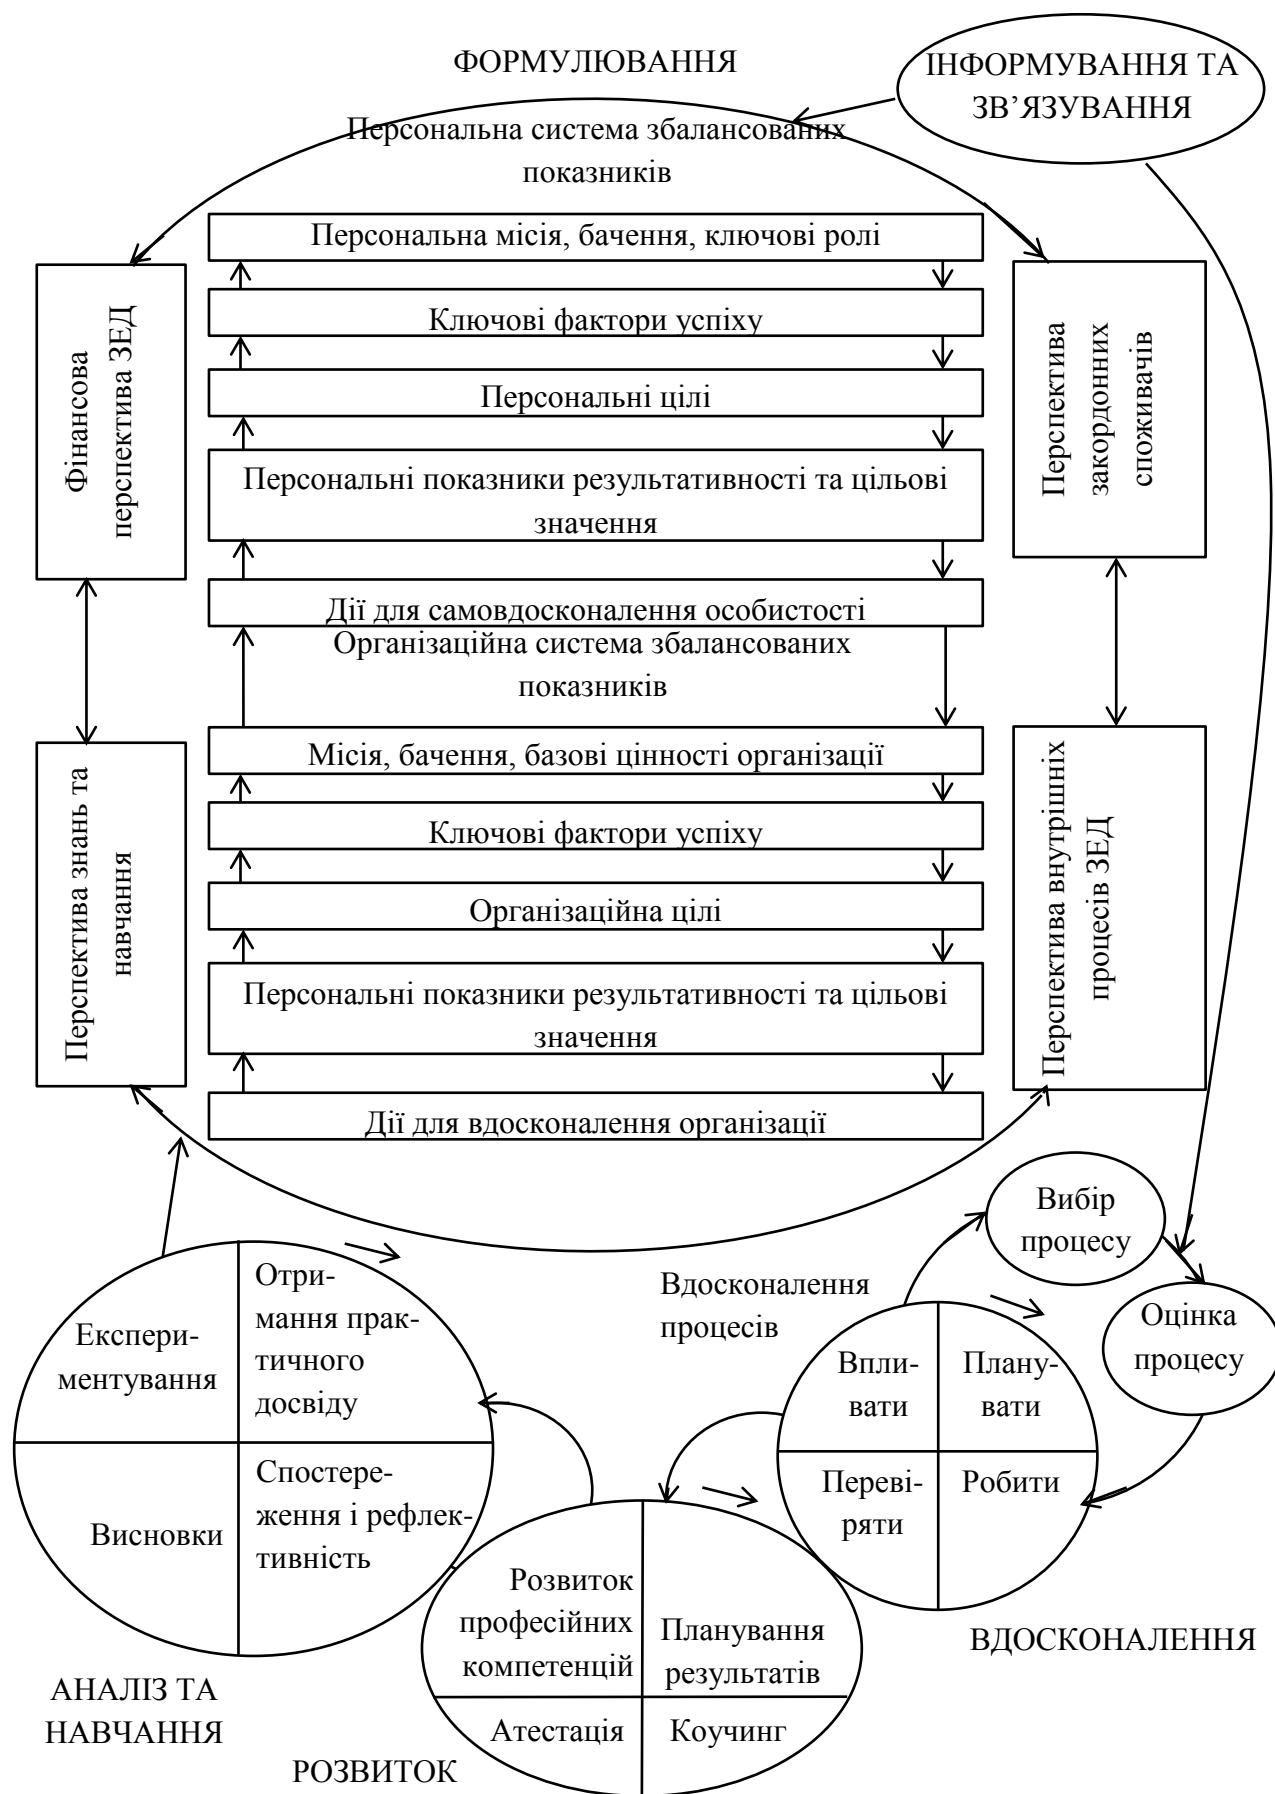 ФОРМУЛЮВАННЯ
ІНФОРМУВАННЯ ТА
ЗВ’ЯЗУВАННЯ
Персональна система збалансованих
показників
Персональна місія, бачення, ключові ролі
Ключові фактори успіху
Персональні цілі
Персональні показники результативності та цільові
значення
Дії для самовдосконалення особистості
Фінансова
перспектива ЗЕД
Перспектива
закордонних
споживачів
Організаційна система збалансованих
показників
Місія, бачення, базові цінності організації
Ключові фактори успіху
Організаційна цілі
Персональні показники результативності та цільові
значення
Дії для вдосконалення організації
Перспектива знань та
навчання
Перспектива внутрішніх
процесів ЗЕД
Вибір
процесу
Оцінка
процесу
Вдосконалення
процесів
Експери-
ментування
Отри-
мання прак-
тичного
досвіду
Висновки
Спостере-
ження і рефлек-
тивність
Впли-
вати
Плану-
вати
Переві-
ряти
Робити
Розвиток
професійних
компетенцій
Планування
результатів
Атестація
Коучинг
ВДОСКОНАЛЕННЯ
АНАЛІЗ ТА
НАВЧАННЯ
РОЗВИТОК